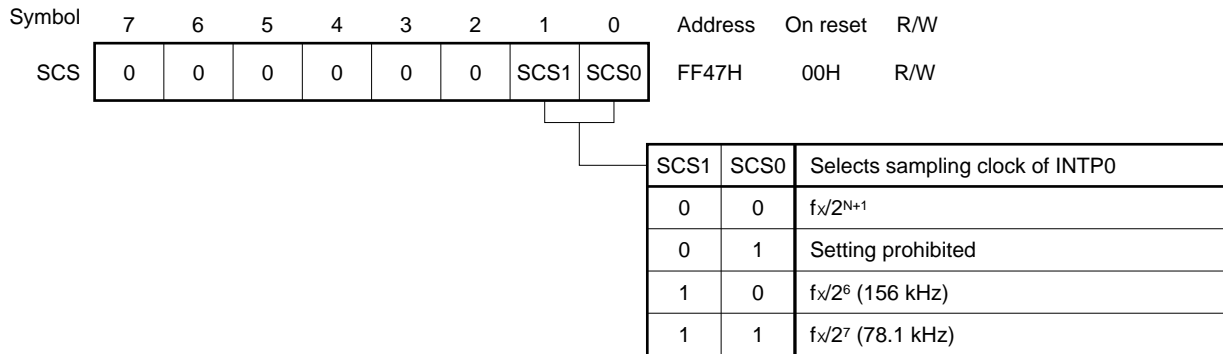 Symbol 7 6 5 4 3 2 1 0 Address On reset R/W
SCS 0 0 0 0 0 0 SCS1 SCS0 FF47H 00H R/W
SCS1 SCS0 Selects sampling clock of INTP0
0 0 fX/2^N+1
0 1 Setting prohibited
1 0 fX/2⁶ (156 kHz)
1 1 fX/2⁷ (78.1 kHz)